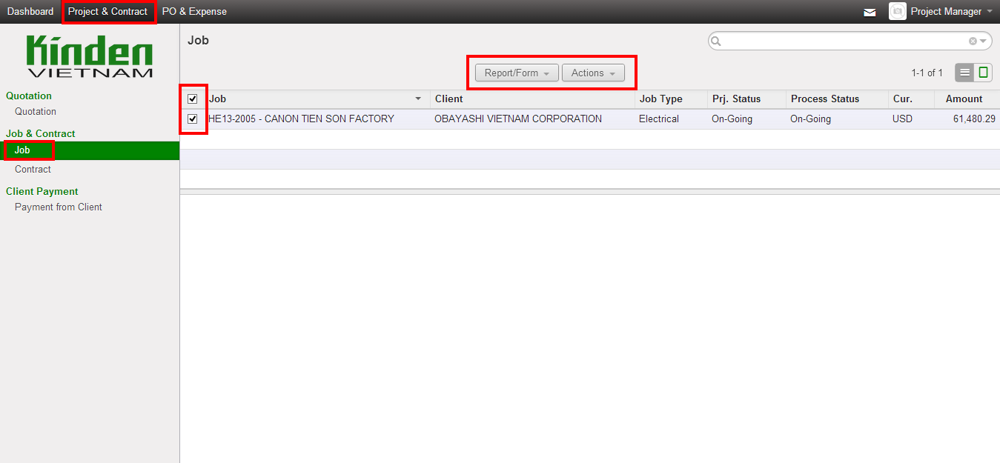 Dashboard Project & Contract PO & Expense Project Manager
Kinden
VIETNAM
Job
Report/Form Actions 1-1 of 1
Quotation
Quotation
Job & Contract
Job
Contract
Client Payment
Payment from Client
Job Client Job Type Prj. Status Process Status Cur. Amount
HE13-2005 - CANON TIEN SON FACTORY OBAYASHI VIETNAM CORPORATION Electrical On-Going On-Going USD 61,480.29